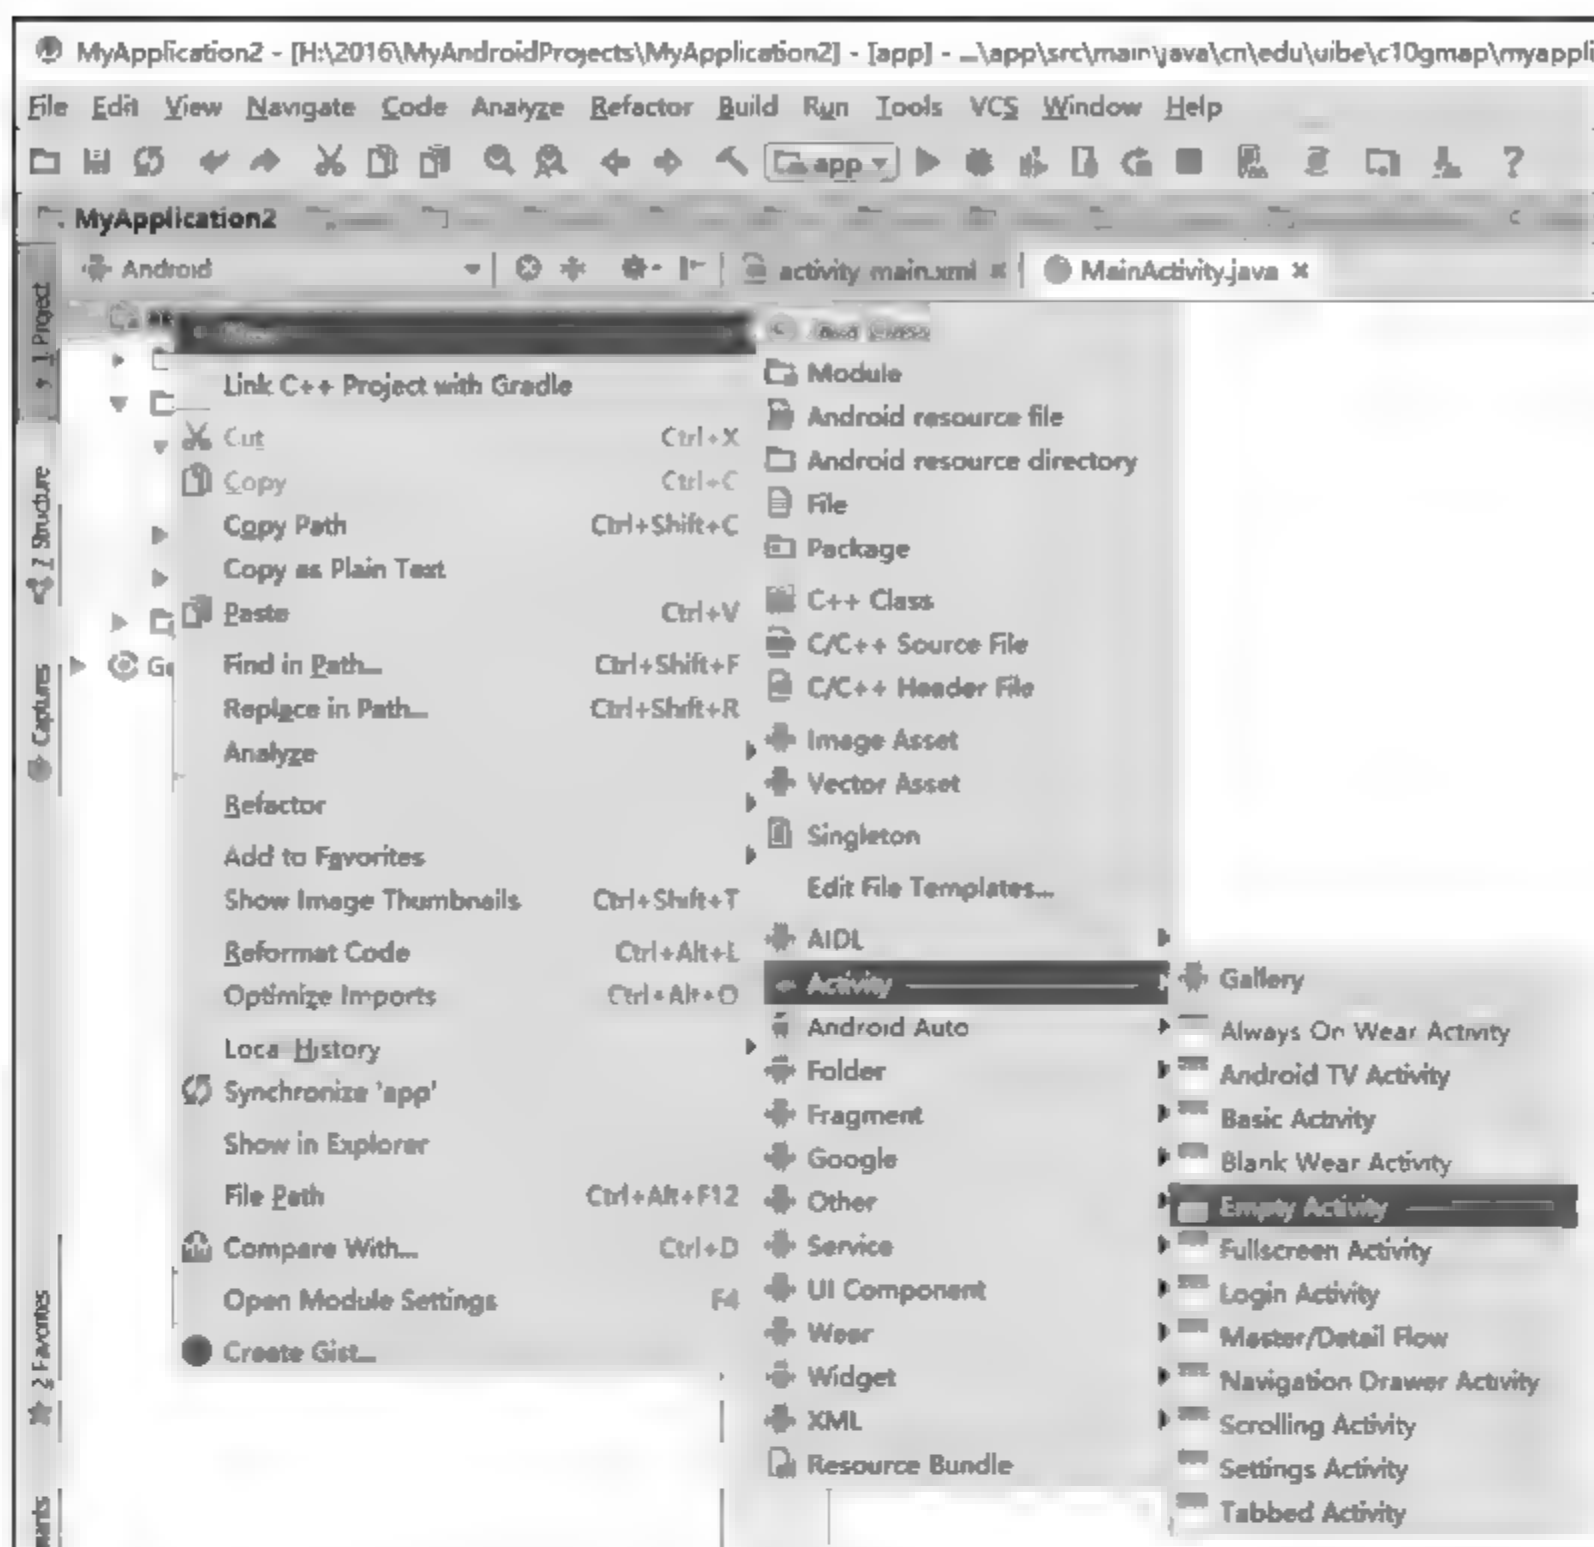 MyApplication2 - [H:\2016\MyAndroidProjects\MyApplication2] - [app] - ...\app\src\main\java\cn\edu\uibe\c10gmap\myappli
File Edit View Navigate Code Analyze Refactor Build Run Tools VCS Window Help
app
MyApplication2
Android activity_main.xml MainActivity.java
1: Project
7: Structure
Captures
2: Favorites
Link C++ Project with Gradle
Cut Ctrl+X
Copy Ctrl+C
Copy Path Ctrl+Shift+C
Copy as Plain Text
Paste Ctrl+V
Find in Path... Ctrl+Shift+F
Replace in Path... Ctrl+Shift+R
Analyze
Refactor
Add to Favorites
Show Image Thumbnails Ctrl+Shift+T
Reformat Code Ctrl+Alt+L
Optimize Imports Ctrl+Alt+O
Local History
Synchronize 'app'
Show in Explorer
File Path Ctrl+Alt+F12
Compare With... Ctrl+D
Open Module Settings F4
Create Gist...
Module
Android resource file
Android resource directory
File
Package
C++ Class
C/C++ Source File
C/C++ Header File
Image Asset
Vector Asset
Singleton
Edit File Templates...
AIDL
Activity
Android Auto
Folder
Fragment
Google
Other
Service
UI Component
Wear
Widget
XML
Resource Bundle
Gallery
Always On Wear Activity
Android TV Activity
Basic Activity
Blank Wear Activity
Empty Activity
Fullscreen Activity
Login Activity
Master/Detail Flow
Navigation Drawer Activity
Scrolling Activity
Settings Activity
Tabbed Activity